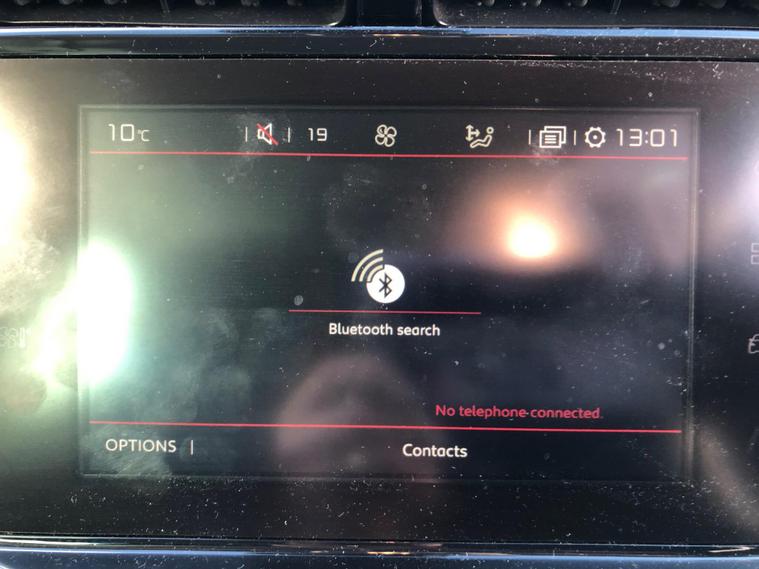 10°C 19 13:01
Bluetooth search
No telephone connected
OPTIONS
Contacts